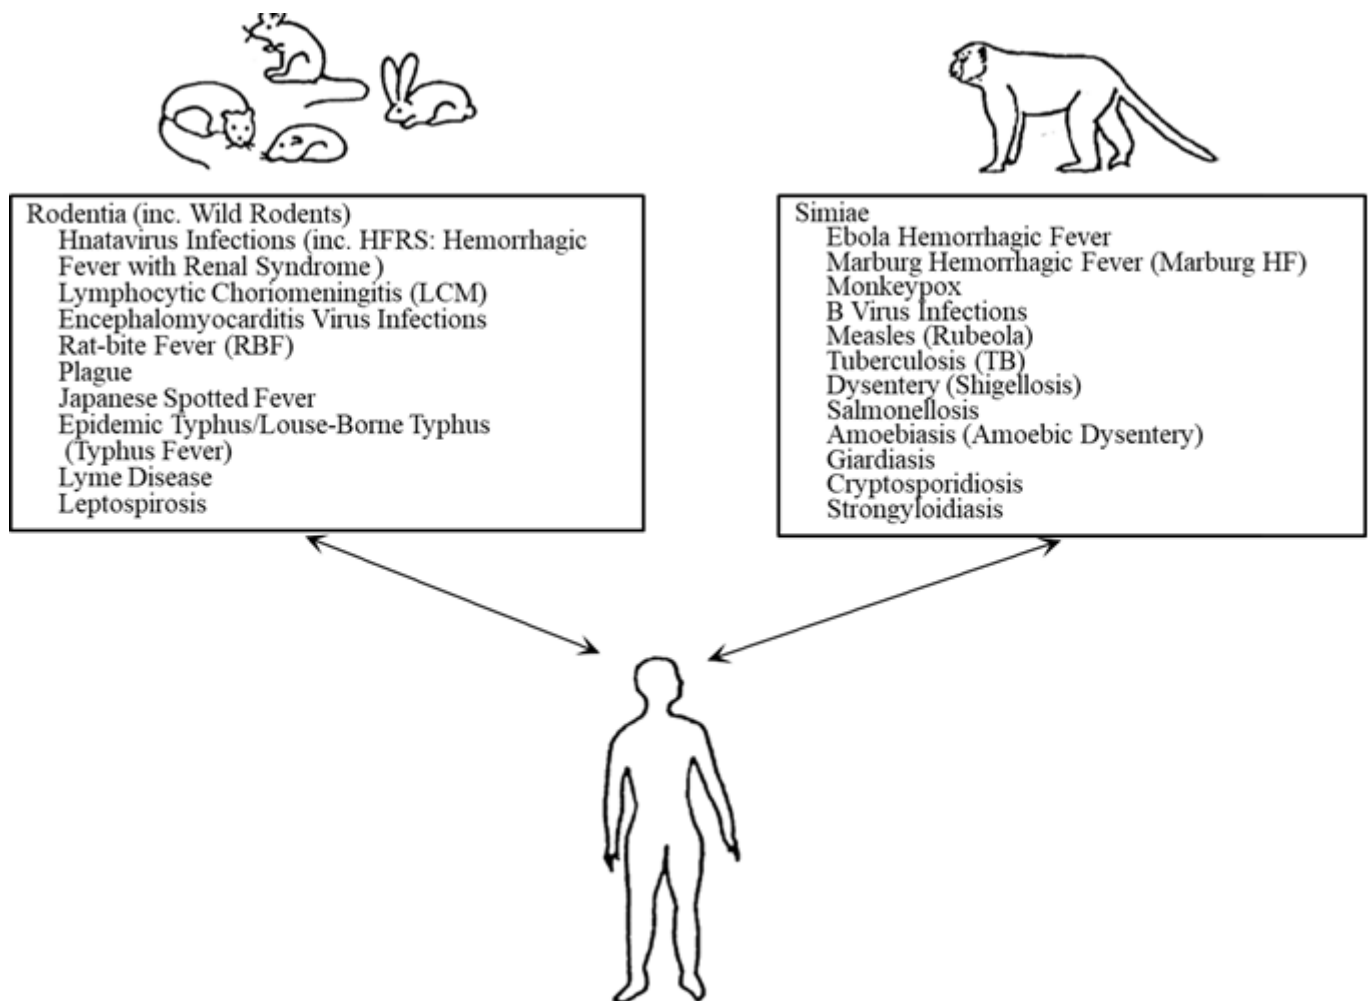 Rodentia (inc. Wild Rodents)
Hnatavirus Infections (inc. HFRS: Hemorrhagic
Fever with Renal Syndrome )
Lymphocytic Choriomeningitis (LCM)
Encephalomyocarditis Virus Infections
Rat-bite Fever (RBF)
Plague
Japanese Spotted Fever
Epidemic Typhus/Louse-Borne Typhus
(Typhus Fever)
Lyme Disease
Leptospirosis
Simiae
Ebola Hemorrhagic Fever
Marburg Hemorrhagic Fever (Marburg HF)
Monkeypox
B Virus Infections
Measles (Rubeola)
Tuberculosis (TB)
Dysentery (Shigellosis)
Salmonellosis
Amoebiasis (Amoebic Dysentery)
Giardiasis
Cryptosporidiosis
Strongyloidiasis